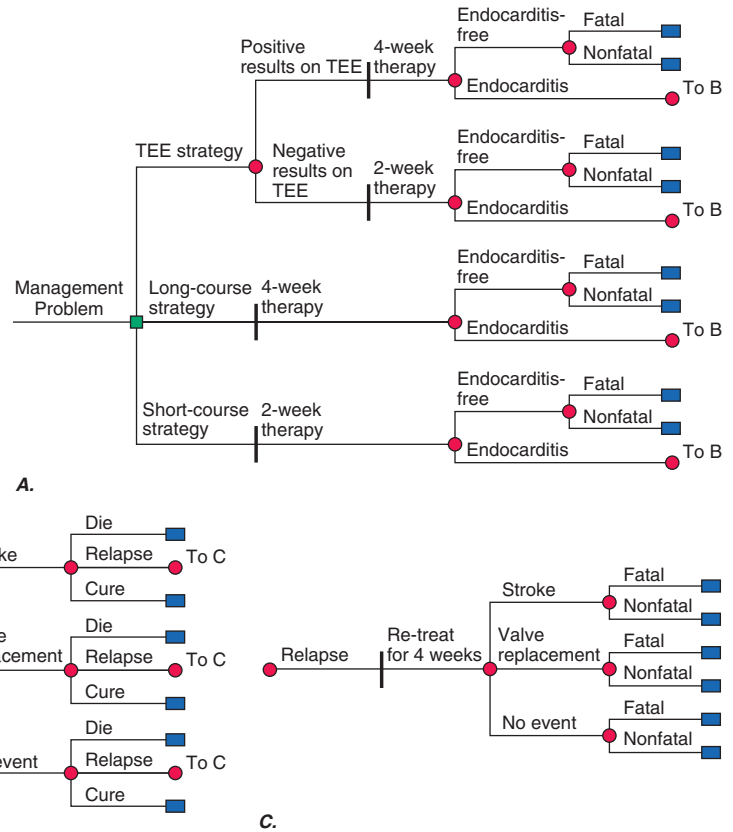 Endocarditis-
free
Fatal
Nonfatal
Positive
results on TEE
4-week
therapy
Endocarditis
To B
TEE strategy
Negative
results on
TEE
2-week
therapy
Endocarditis-
free
Fatal
Nonfatal
Endocarditis
To B
Management
Problem
Long-course
strategy
4-week
therapy
Endocarditis-
free
Fatal
Nonfatal
Endocarditis
To B
Short-course
strategy
2-week
therapy
Endocarditis-
free
Fatal
Nonfatal
Endocarditis
To B
A.
ke
Die
Relapse
To C
Cure
e
acement
Die
Relapse
To C
Cure
event
Die
Relapse
To C
Cure
Relapse
Re-treat
for 4 weeks
Stroke
Fatal
Nonfatal
Valve
replacement
Fatal
Nonfatal
No event
Fatal
Nonfatal
C.